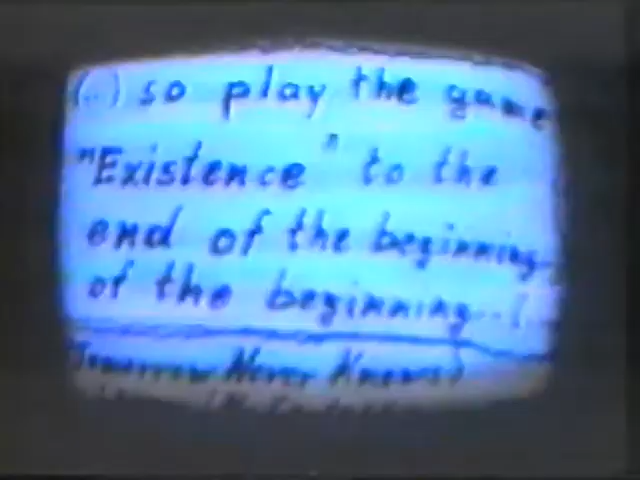 (..) so play the game
"Existence" to the
end of the beginning
of the beginning..(
Tomorrow Never Knows)